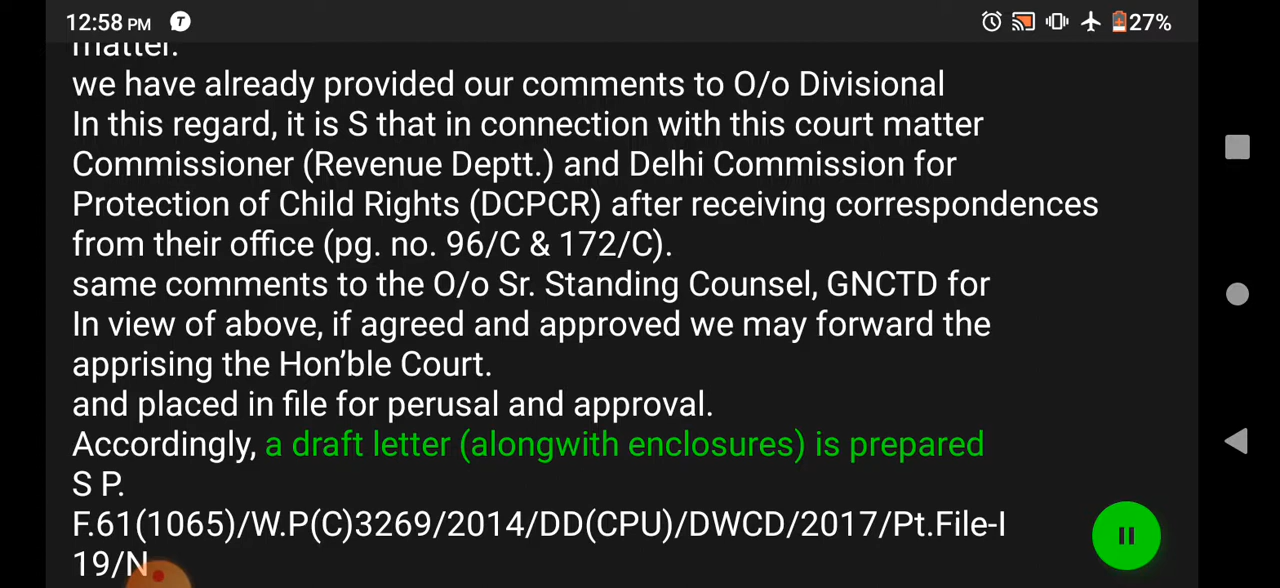 12:58 PM T 27%
matter.
we have already provided our comments to O/o Divisional
In this regard, it is S that in connection with this court matter
Commissioner (Revenue Deptt.) and Delhi Commission for
Protection of Child Rights (DCPCR) after receiving correspondences
from their office (pg. no. 96/C & 172/C).
same comments to the O/o Sr. Standing Counsel, GNCTD for
In view of above, if agreed and approved we may forward the
apprising the Hon’ble Court.
and placed in file for perusal and approval.
Accordingly, a draft letter (alongwith enclosures) is prepared
S P.
F.61(1065)/W.P(C)3269/2014/DD(CPU)/DWCD/2017/Pt.File-I
19/N